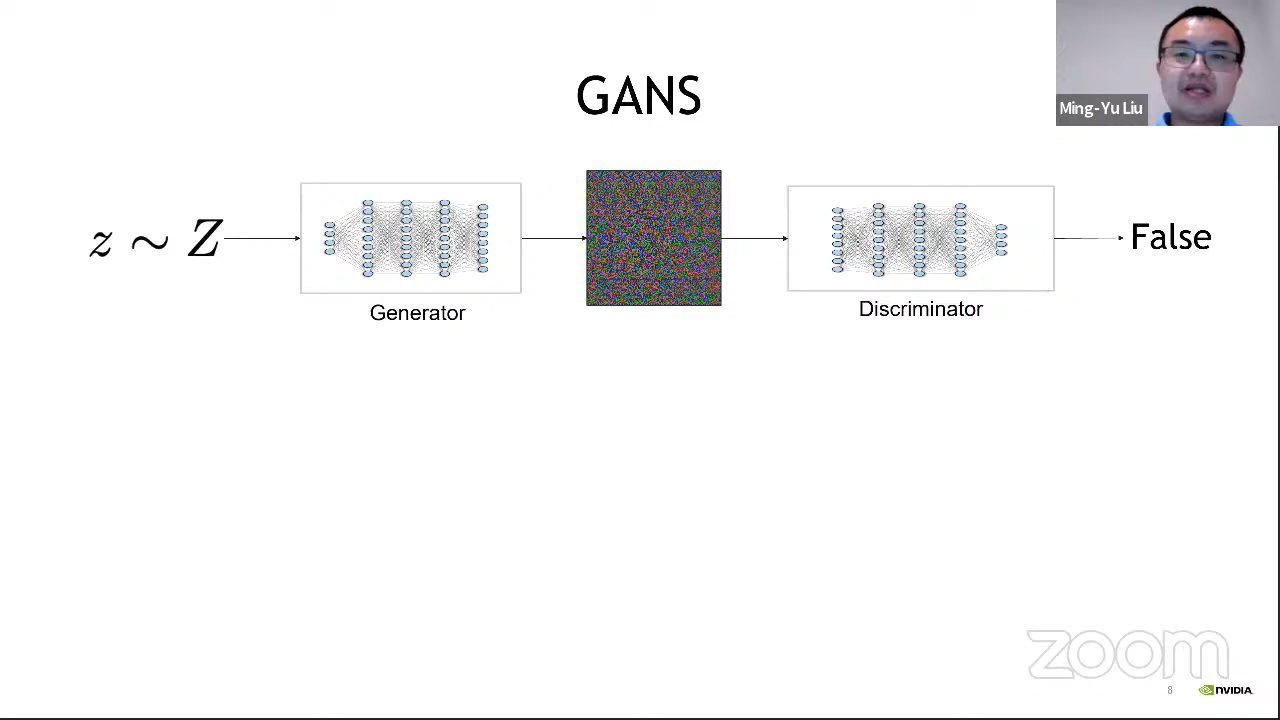 GANS
Ming-Yu Liu
z ~ Z
Generator
Discriminator
False
zoom
8
NVIDIA.